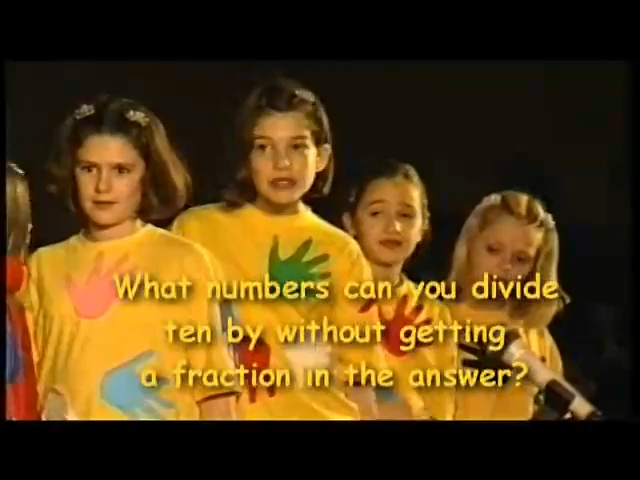 What numbers can you divide
ten by without getting
a fraction in the answer?